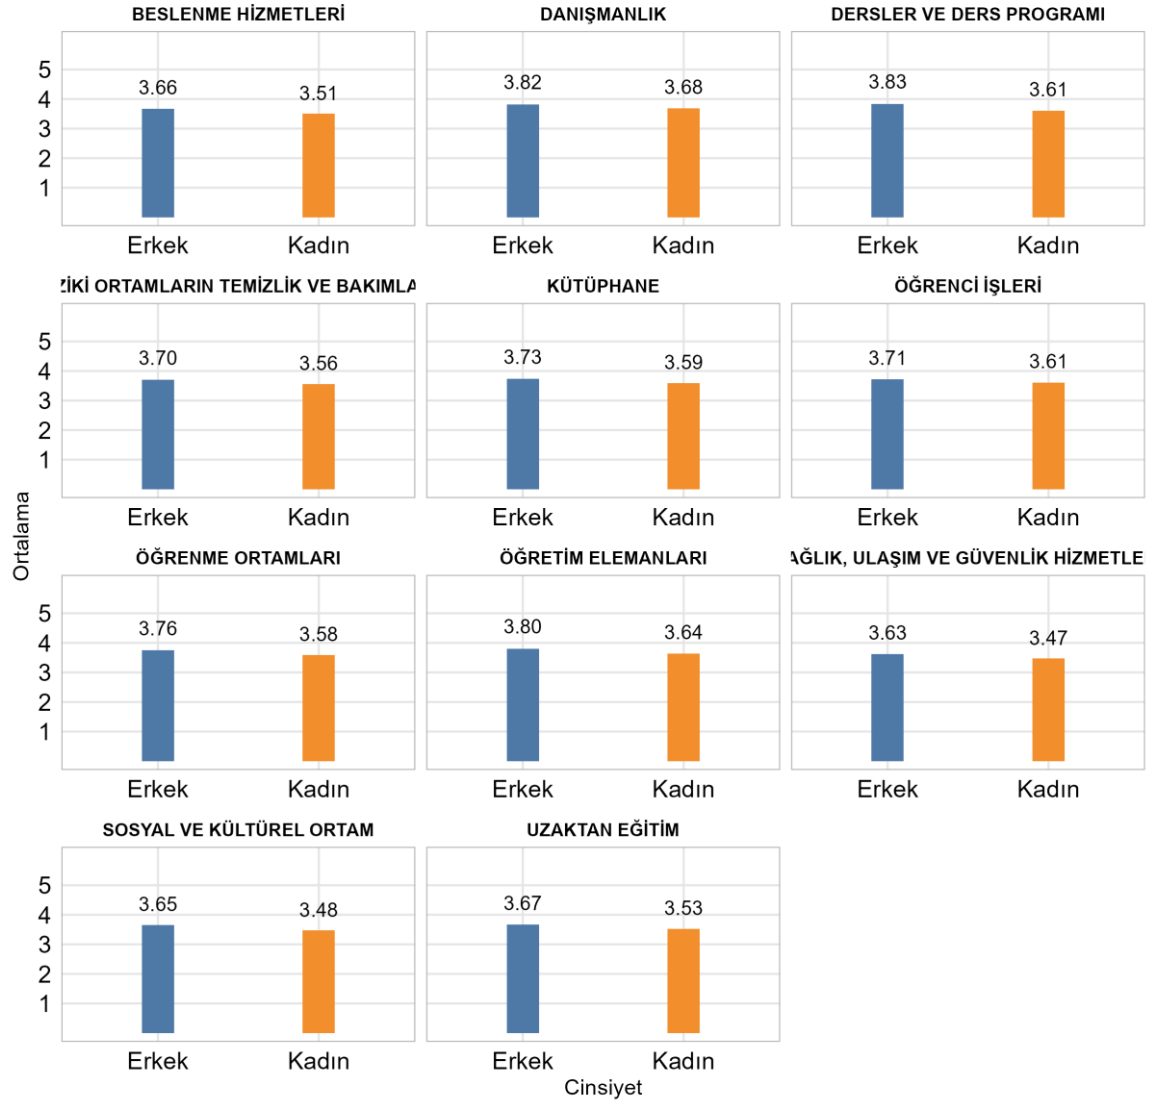 BESLENME HİZMETLERİ
5
4
3
2
1
3.66
3.51
Erkek
Kadın
DANIŞMANLIK
3.82
3.68
Erkek
Kadın
DERSLER VE DERS PROGRAMI
3.83
3.61
Erkek
Kadın
ZİKİ ORTAMLARIN TEMİZLİK VE BAKIMLA
5
4
3
2
1
3.70
3.56
Erkek
Kadın
KÜTÜPHANE
3.73
3.59
Erkek
Kadın
ÖĞRENCİ İŞLERİ
3.71
3.61
Erkek
Kadın
Ortalama
ÖĞRENME ORTAMLARI
5
4
3
2
1
3.76
3.58
Erkek
Kadın
ÖĞRETİM ELEMANLARI
3.80
3.64
Erkek
Kadın
AĞLIK, ULAŞIM VE GÜVENLİK HİZMETLE
3.63
3.47
Erkek
Kadın
SOSYAL VE KÜLTÜREL ORTAM
5
4
3
2
1
3.65
3.48
Erkek
Kadın
UZAKTAN EĞİTİM
3.67
3.53
Erkek
Kadın
Cinsiyet